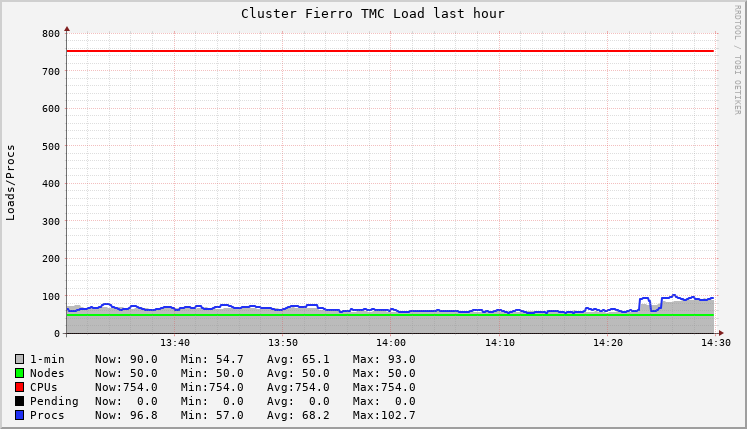 Cluster Fierro TMC Load last hour
RRDTOOL / TOBI OETIKER
Loads/Procs
800
700
600
500
400
300
200
100
0
13:40 13:50 14:00 14:10 14:20 14:30
1-min Now: 90.0 Min: 54.7 Avg: 65.1 Max: 93.0
Nodes Now: 50.0 Min: 50.0 Avg: 50.0 Max: 50.0
CPUs Now:754.0 Min:754.0 Avg:754.0 Max:754.0
Pending Now: 0.0 Min: 0.0 Avg: 0.0 Max: 0.0
Procs Now: 96.8 Min: 57.0 Avg: 68.2 Max:102.7